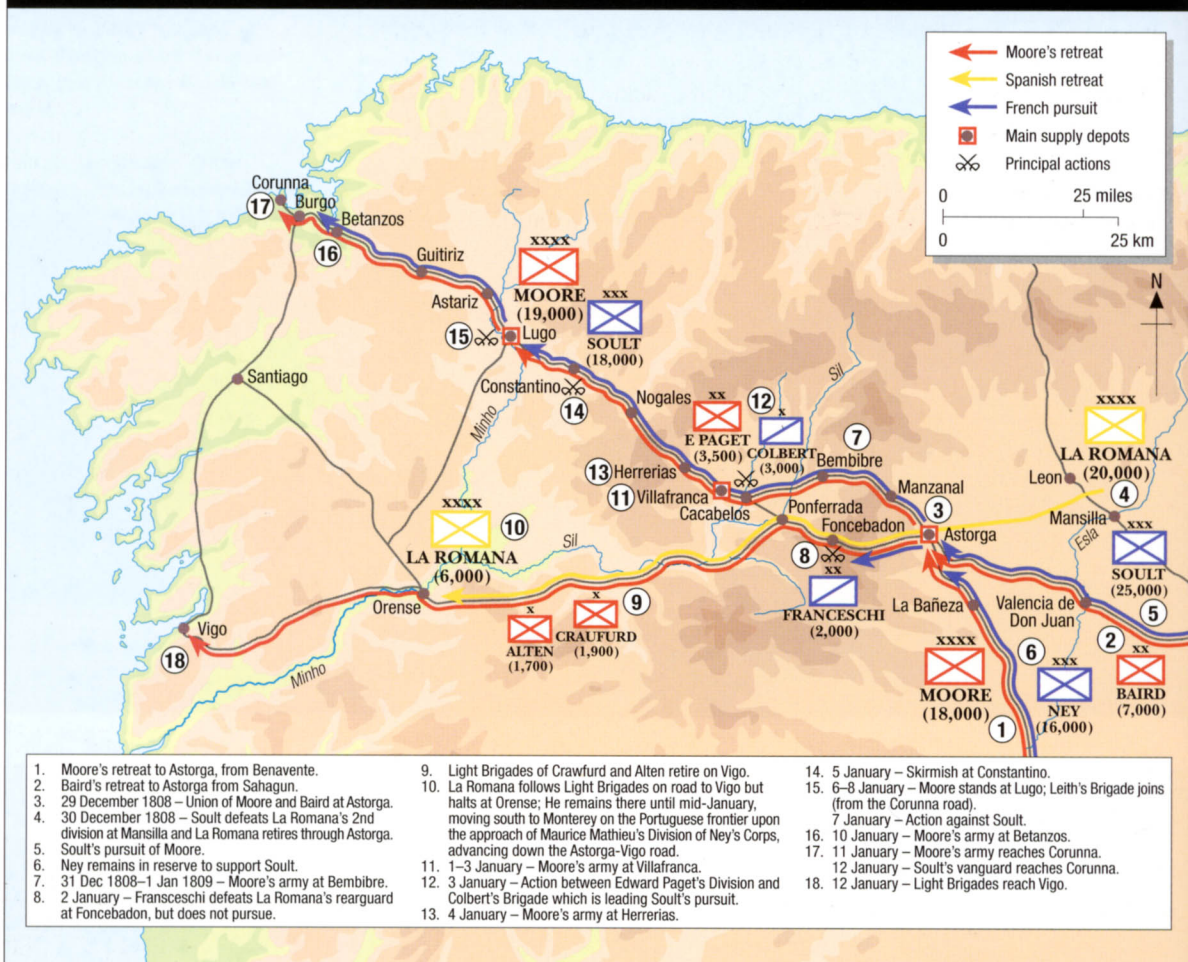 Moore's retreat
Spanish retreat
French pursuit
Main supply depots
Principal actions
0 25 miles
0 25 km
N
Corunna
17 Burgo
Betanzos
16
Guitiriz
Astariz
xxxx
MOORE
(19,000)
xxx
SOULT
(18,000)
15 Lugo
Santiago
Constantino
14
Minho
Nogales
xx
E PAGET
(3,500)
12
x
COLBERT
(3,000)
Sil
7
Bembibre
13 Herrerias
11 Villafranca
Cacabelos
Manzanal
xxxx
LA ROMANA
(20,000)
Leon
4
Mansilla
Esla
3
Astorga
Ponferrada
Foncebadon
8
xx
FRANCESCHI
(2,000)
xxx
SOULT
(25,000)
5
xxxx
LA ROMANA
(6,000)
10
Sil
Orense
9
x
ALTEN
(1,700)
x
CRAUFURD
(1,900)
La Bañeza
Valencia de
Don Juan
2
xx
BAIRD
(7,000)
6
xxx
NEY
(16,000)
xxxx
MOORE
(18,000)
1
Vigo
18
Minho
1. Moore's retreat to Astorga, from Benavente.
2. Baird's retreat to Astorga from Sahagun.
3. 29 December 1808 – Union of Moore and Baird at Astorga.
4. 30 December 1808 – Soult defeats La Romana's 2nd
division at Mansilla and La Romana retires through Astorga.
5. Soult's pursuit of Moore.
6. Ney remains in reserve to support Soult.
7. 31 Dec 1808–1 Jan 1809 – Moore's army at Bembibre.
8. 2 January – Fransceschi defeats La Romana's rearguard
at Foncebadon, but does not pursue.
9. Light Brigades of Crawfurd and Alten retire on Vigo.
10. La Romana follows Light Brigades on road to Vigo but
halts at Orense; He remains there until mid-January,
moving south to Monterey on the Portuguese frontier upon
the approach of Maurice Mathieu's Division of Ney's Corps,
advancing down the Astorga-Vigo road.
11. 1–3 January – Moore's army at Villafranca.
12. 3 January – Action between Edward Paget's Division and
Colbert's Brigade which is leading Soult's pursuit.
13. 4 January – Moore's army at Herrerias.
14. 5 January – Skirmish at Constantino.
15. 6–8 January – Moore stands at Lugo; Leith's Brigade joins
(from the Corunna road).
7 January – Action against Soult.
16. 10 January – Moore's army at Betanzos.
17. 11 January – Moore's army reaches Corunna.
12 January – Soult's vanguard reaches Corunna.
18. 12 January – Light Brigades reach Vigo.